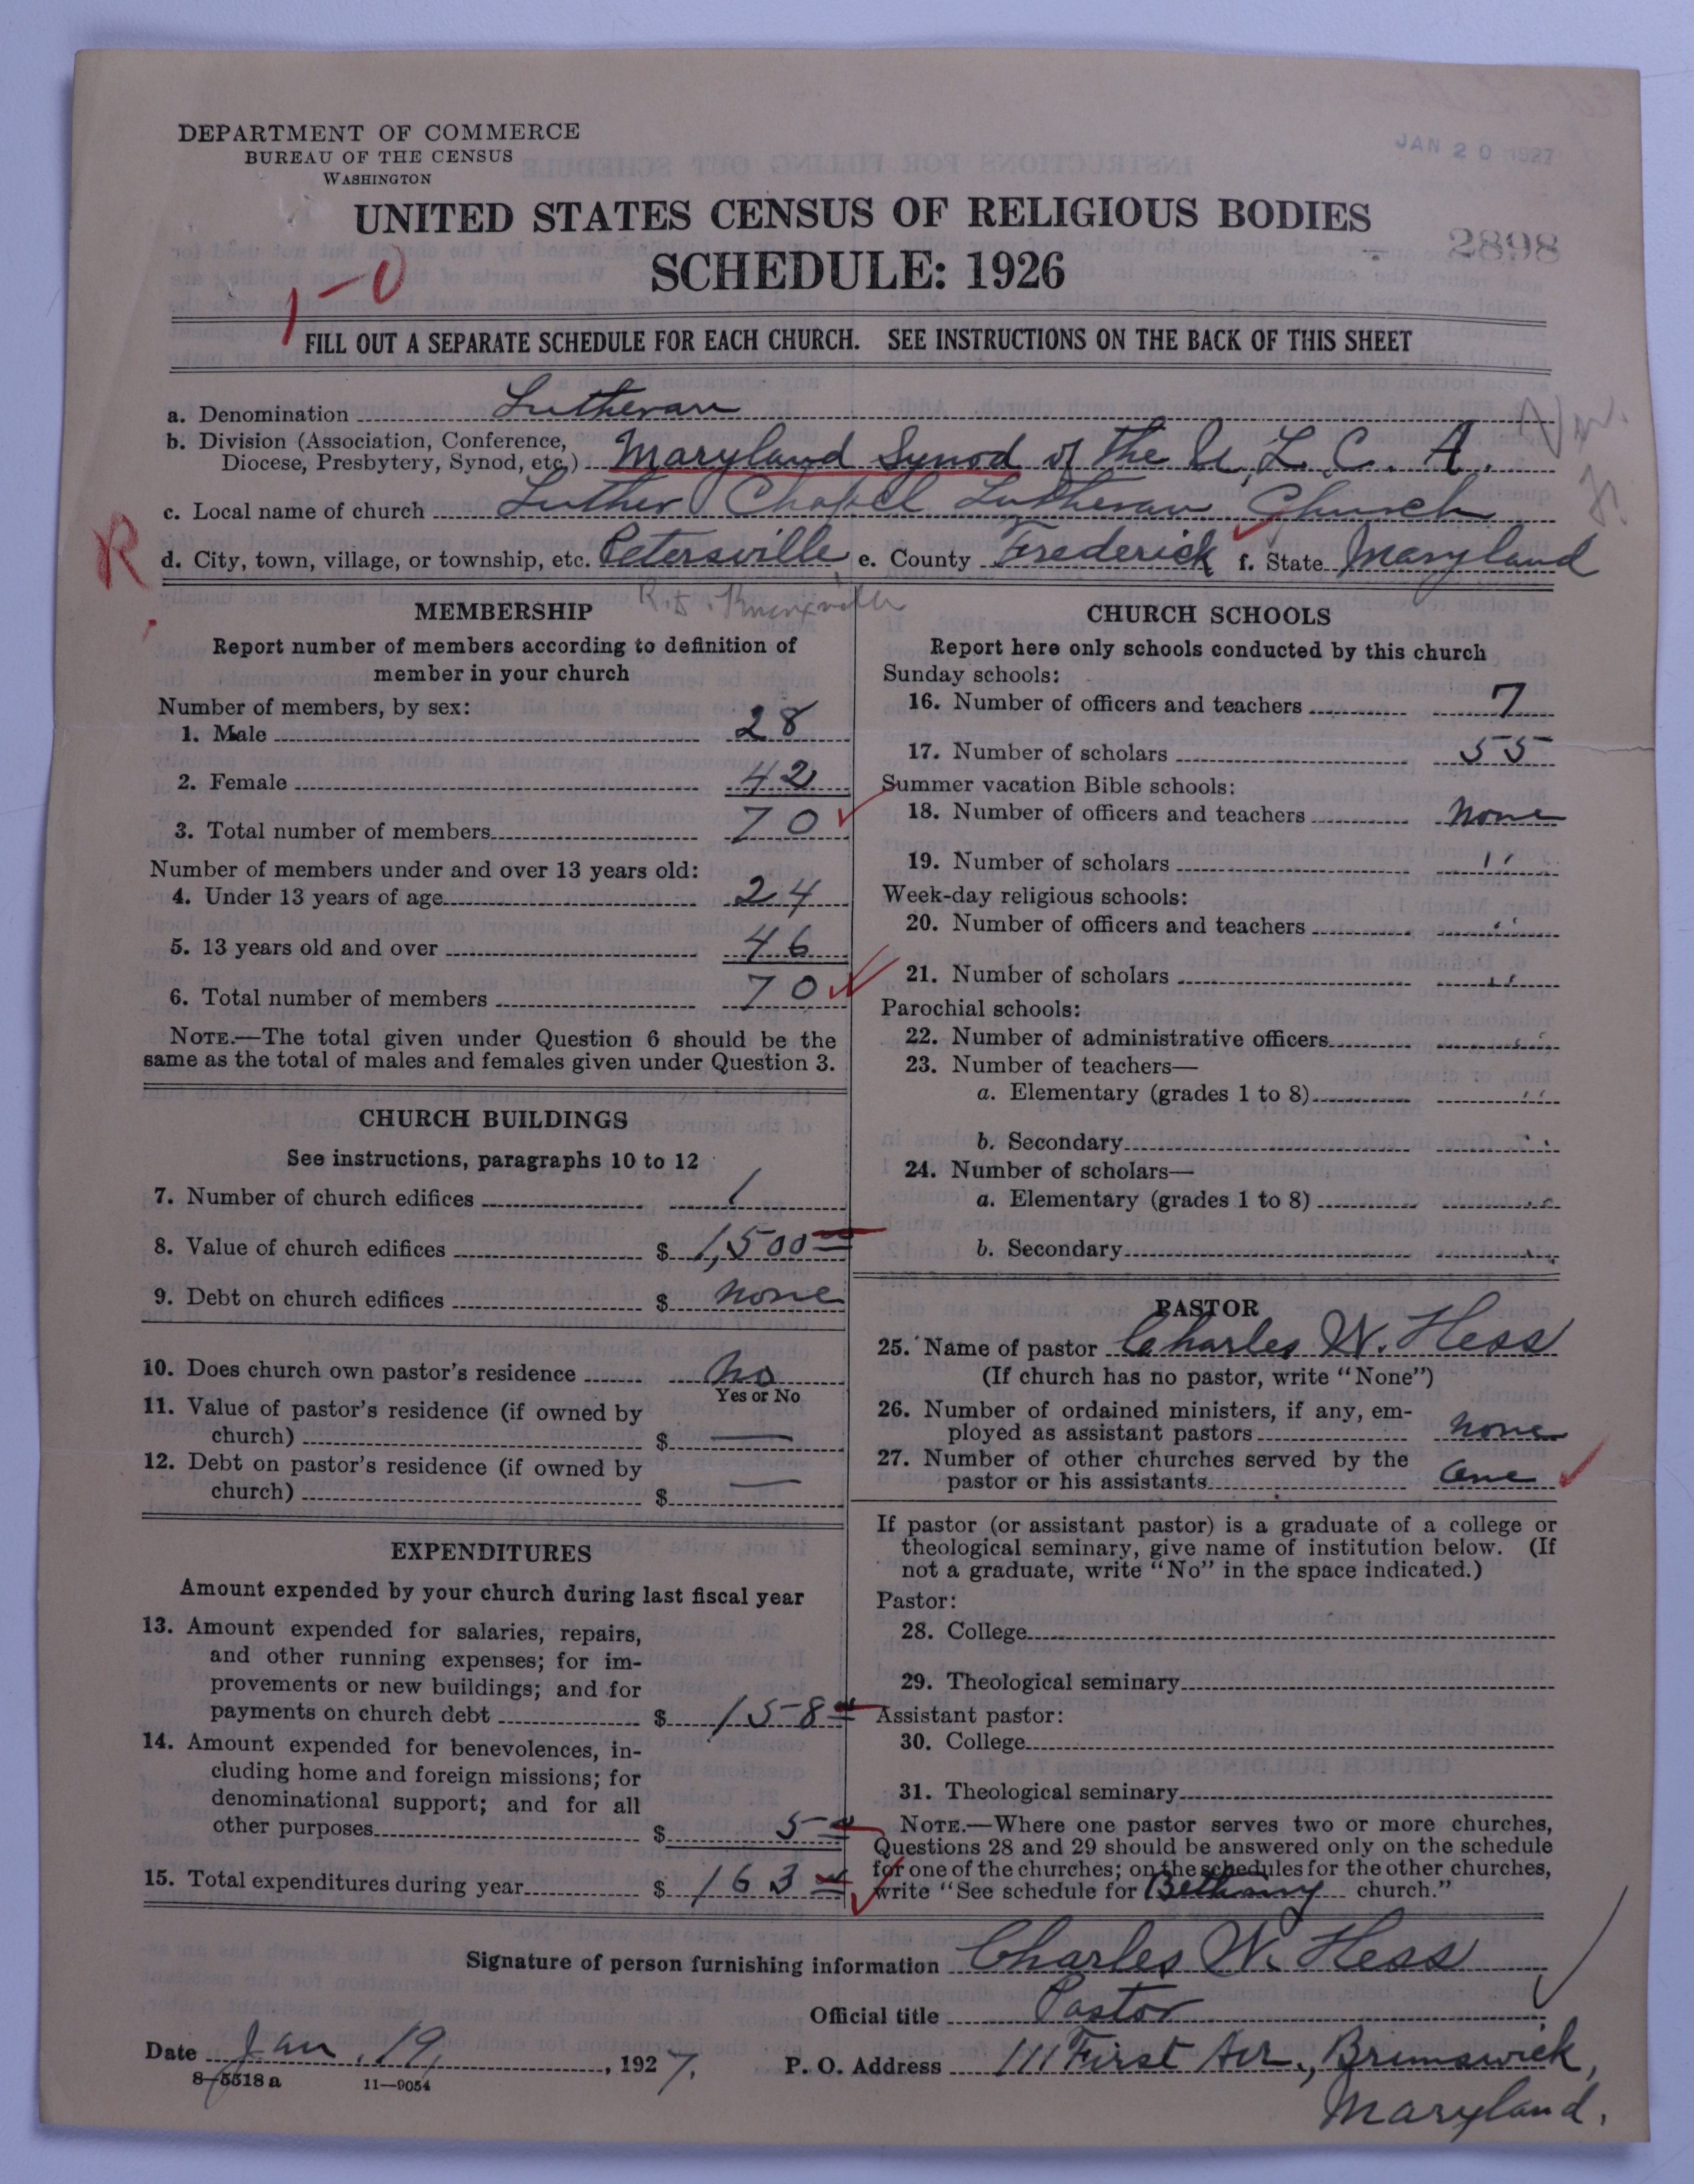 DEPARTMENT OF COMMERCE
BUREAU OF THE CENSUS
WASHINGTON
JAN 20 1927
UNITED STATES CENSUS OF RELIGIOUS BODIES
2898
SCHEDULE: 1926
1-0
FILL OUT A SEPARATE SCHEDULE FOR EACH CHURCH. SEE INSTRUCTIONS ON THE BACK OF THIS SHEET
a. Denomination Lutheran
b. Division (Association, Conference,
Diocese, Presbytery, Synod, etc.) Maryland Synod of the U. L. C. A.
c. Local name of church Luther Chapel Lutheran Church
R
d. City, town, village, or township, etc. Petersville e. County Frederick f. State Maryland
MEMBERSHIP
Report number of members according to definition of
member in your church
Number of members, by sex:
1. Male 28
2. Female 42
3. Total number of members 70
Number of members under and over 13 years old:
4. Under 13 years of age 24
5. 13 years old and over 46
6. Total number of members 70
NOTE.—The total given under Question 6 should be the
same as the total of males and females given under Question 3.
CHURCH BUILDINGS
See instructions, paragraphs 10 to 12
7. Number of church edifices 1
8. Value of church edifices $ 1,500
9. Debt on church edifices $ none
10. Does church own pastor's residence no
Yes or No
11. Value of pastor's residence (if owned by
church) $ —
12. Debt on pastor's residence (if owned by
church) $ —
EXPENDITURES
Amount expended by your church during last fiscal year
13. Amount expended for salaries, repairs,
and other running expenses; for im-
provements or new buildings; and for
payments on church debt $ 158
14. Amount expended for benevolences, in-
cluding home and foreign missions; for
denominational support; and for all
other purposes $ 5
15. Total expenditures during year $ 163
CHURCH SCHOOLS
Report here only schools conducted by this church
Sunday schools:
16. Number of officers and teachers 7
17. Number of scholars 55
Summer vacation Bible schools:
18. Number of officers and teachers None
19. Number of scholars "
Week-day religious schools:
20. Number of officers and teachers "
21. Number of scholars "
Parochial schools:
22. Number of administrative officers "
23. Number of teachers—
a. Elementary (grades 1 to 8) "
b. Secondary "
24. Number of scholars—
a. Elementary (grades 1 to 8) "
b. Secondary "
PASTOR
25. Name of pastor Charles W. Hess
(If church has no pastor, write "None")
26. Number of ordained ministers, if any, em-
ployed as assistant pastors none
27. Number of other churches served by the
pastor or his assistants One
If pastor (or assistant pastor) is a graduate of a college or
theological seminary, give name of institution below. (If
not a graduate, write "No" in the space indicated.)
Pastor:
28. College
29. Theological seminary
Assistant pastor:
30. College
31. Theological seminary
NOTE.—Where one pastor serves two or more churches,
Questions 28 and 29 should be answered only on the schedule
for one of the churches; on the schedules for the other churches,
write "See schedule for Bethany church."
Signature of person furnishing information Charles W. Hess
Official title Pastor
Date Jan. 19, 1927. P. O. Address 111 First Ave., Brunswick,
Maryland.
8-5518a 11—9054